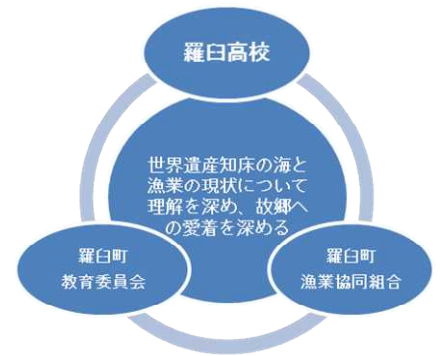 羅臼高校
世界遺産知床の海と
漁業の現状について
理解を深め、故郷へ
の愛着を深める
羅臼町
教育委員会
羅臼町
漁業協同組合